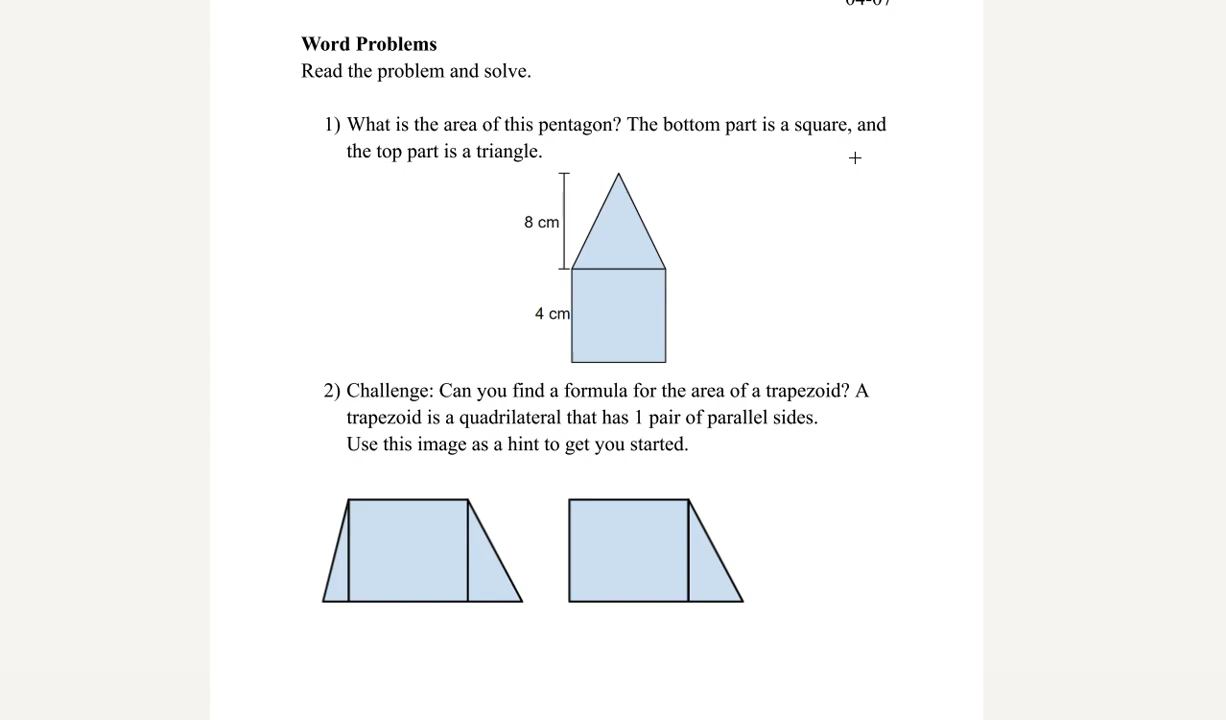 Word Problems
Read the problem and solve.
1) What is the area of this pentagon? The bottom part is a square, and
the top part is a triangle.
8 cm
4 cm
2) Challenge: Can you find a formula for the area of a trapezoid? A
trapezoid is a quadrilateral that has 1 pair of parallel sides.
Use this image as a hint to get you started.